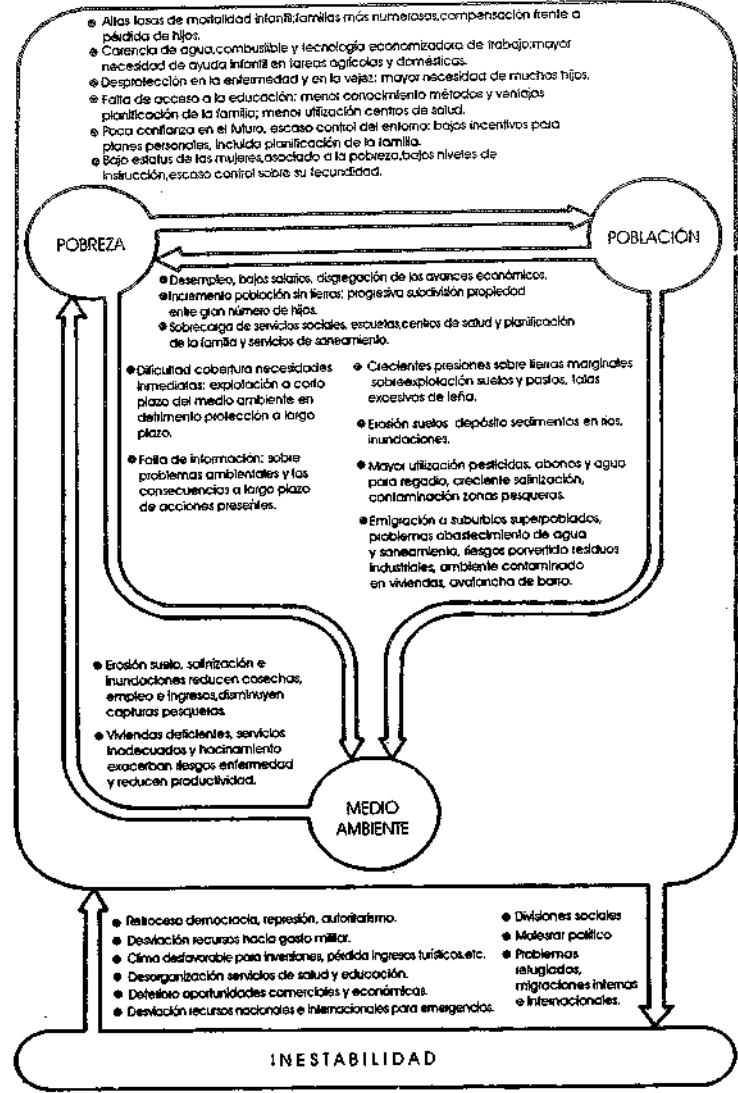 Altas tasas de mortalidad infantil;familias más numerosas,compensación frente a
pérdida de hijos.
Carencia de agua,combustible y tecnología economizadora de trabajo:mayor
necesidad de ayuda infantil en tareas agrícolas y domésticas.
Desprotección en la enfermedad y en la vejez: mayor necesidad de muchos hijos.
Falta de acceso a la educación: menos conocimiento métodos y ventajas
planificación de la familia; menor utilización centros de salud.
Poca confianza en el futuro, escaso control del entorno: bajos incentivos para
planes personales, incluida planificación de la familia.
Bajo estatus de las mujeres,asociado a la pobreza,bajos niveles de
instrucción,escaso control sobre su fecundidad.
POBREZA
POBLACIÓN
Desempleo, bajos salarios, disgregación de los avances económicos.
Incremento población sin tierras: progresiva subdivisión propiedad
entre gran número de hijos.
Sobrecarga de servicios sociales, escuelas,centros de salud y planificación
de la familia y servicios de saneamiento.
Dificultad cobertura necesidades
inmediatas: explotación a corto
plazo del medio ambiente en
detrimento protección a largo
plazo.
Falta de información: sobre
problemas ambientales y las
consecuencias a largo plazo
de acciones presentes.
Crecientes presiones sobre tierras marginales
sobreexplotación suelos y pastos, talas
excesivas de leña.
Erosión suelos depósito sedimentos en ríos,
inundaciones.
Mayor utilización pesticidas, abonos y agua
para regadío, creciente salinización,
contaminación zonas pesqueras.
Emigración a suburbios superpoblados,
problemas abastecimiento de agua
y saneamiento, riesgos porvertido residuos
industriales, ambiente contaminado
en viviendas, avalancha de barro.
Erosión suelo, salinización e
inundaciones reducen cosechas,
empleo e ingresos,disminuyen
capturas pesqueras.
Viviendas deficientes, servicios
inadecuados y hacinamiento
exacerban riesgos enfermedad
y reducen productividad.
MEDIO
AMBIENTE
Retroceso democracia, represión, autoritarismo.
Desviación recursos hacia gasto militar.
Clima desfavorable para inversiones, pérdida ingresos turísticos,etc.
Desorganización servicios de salud y educación.
Deterioro oportunidades comerciales y económicas.
Desviación recursos nacionales e internacionales para emergencias.
Divisiones sociales
Malestar político
Problemas
refugiados,
migraciones internas
e internacionales.
INESTABILIDAD